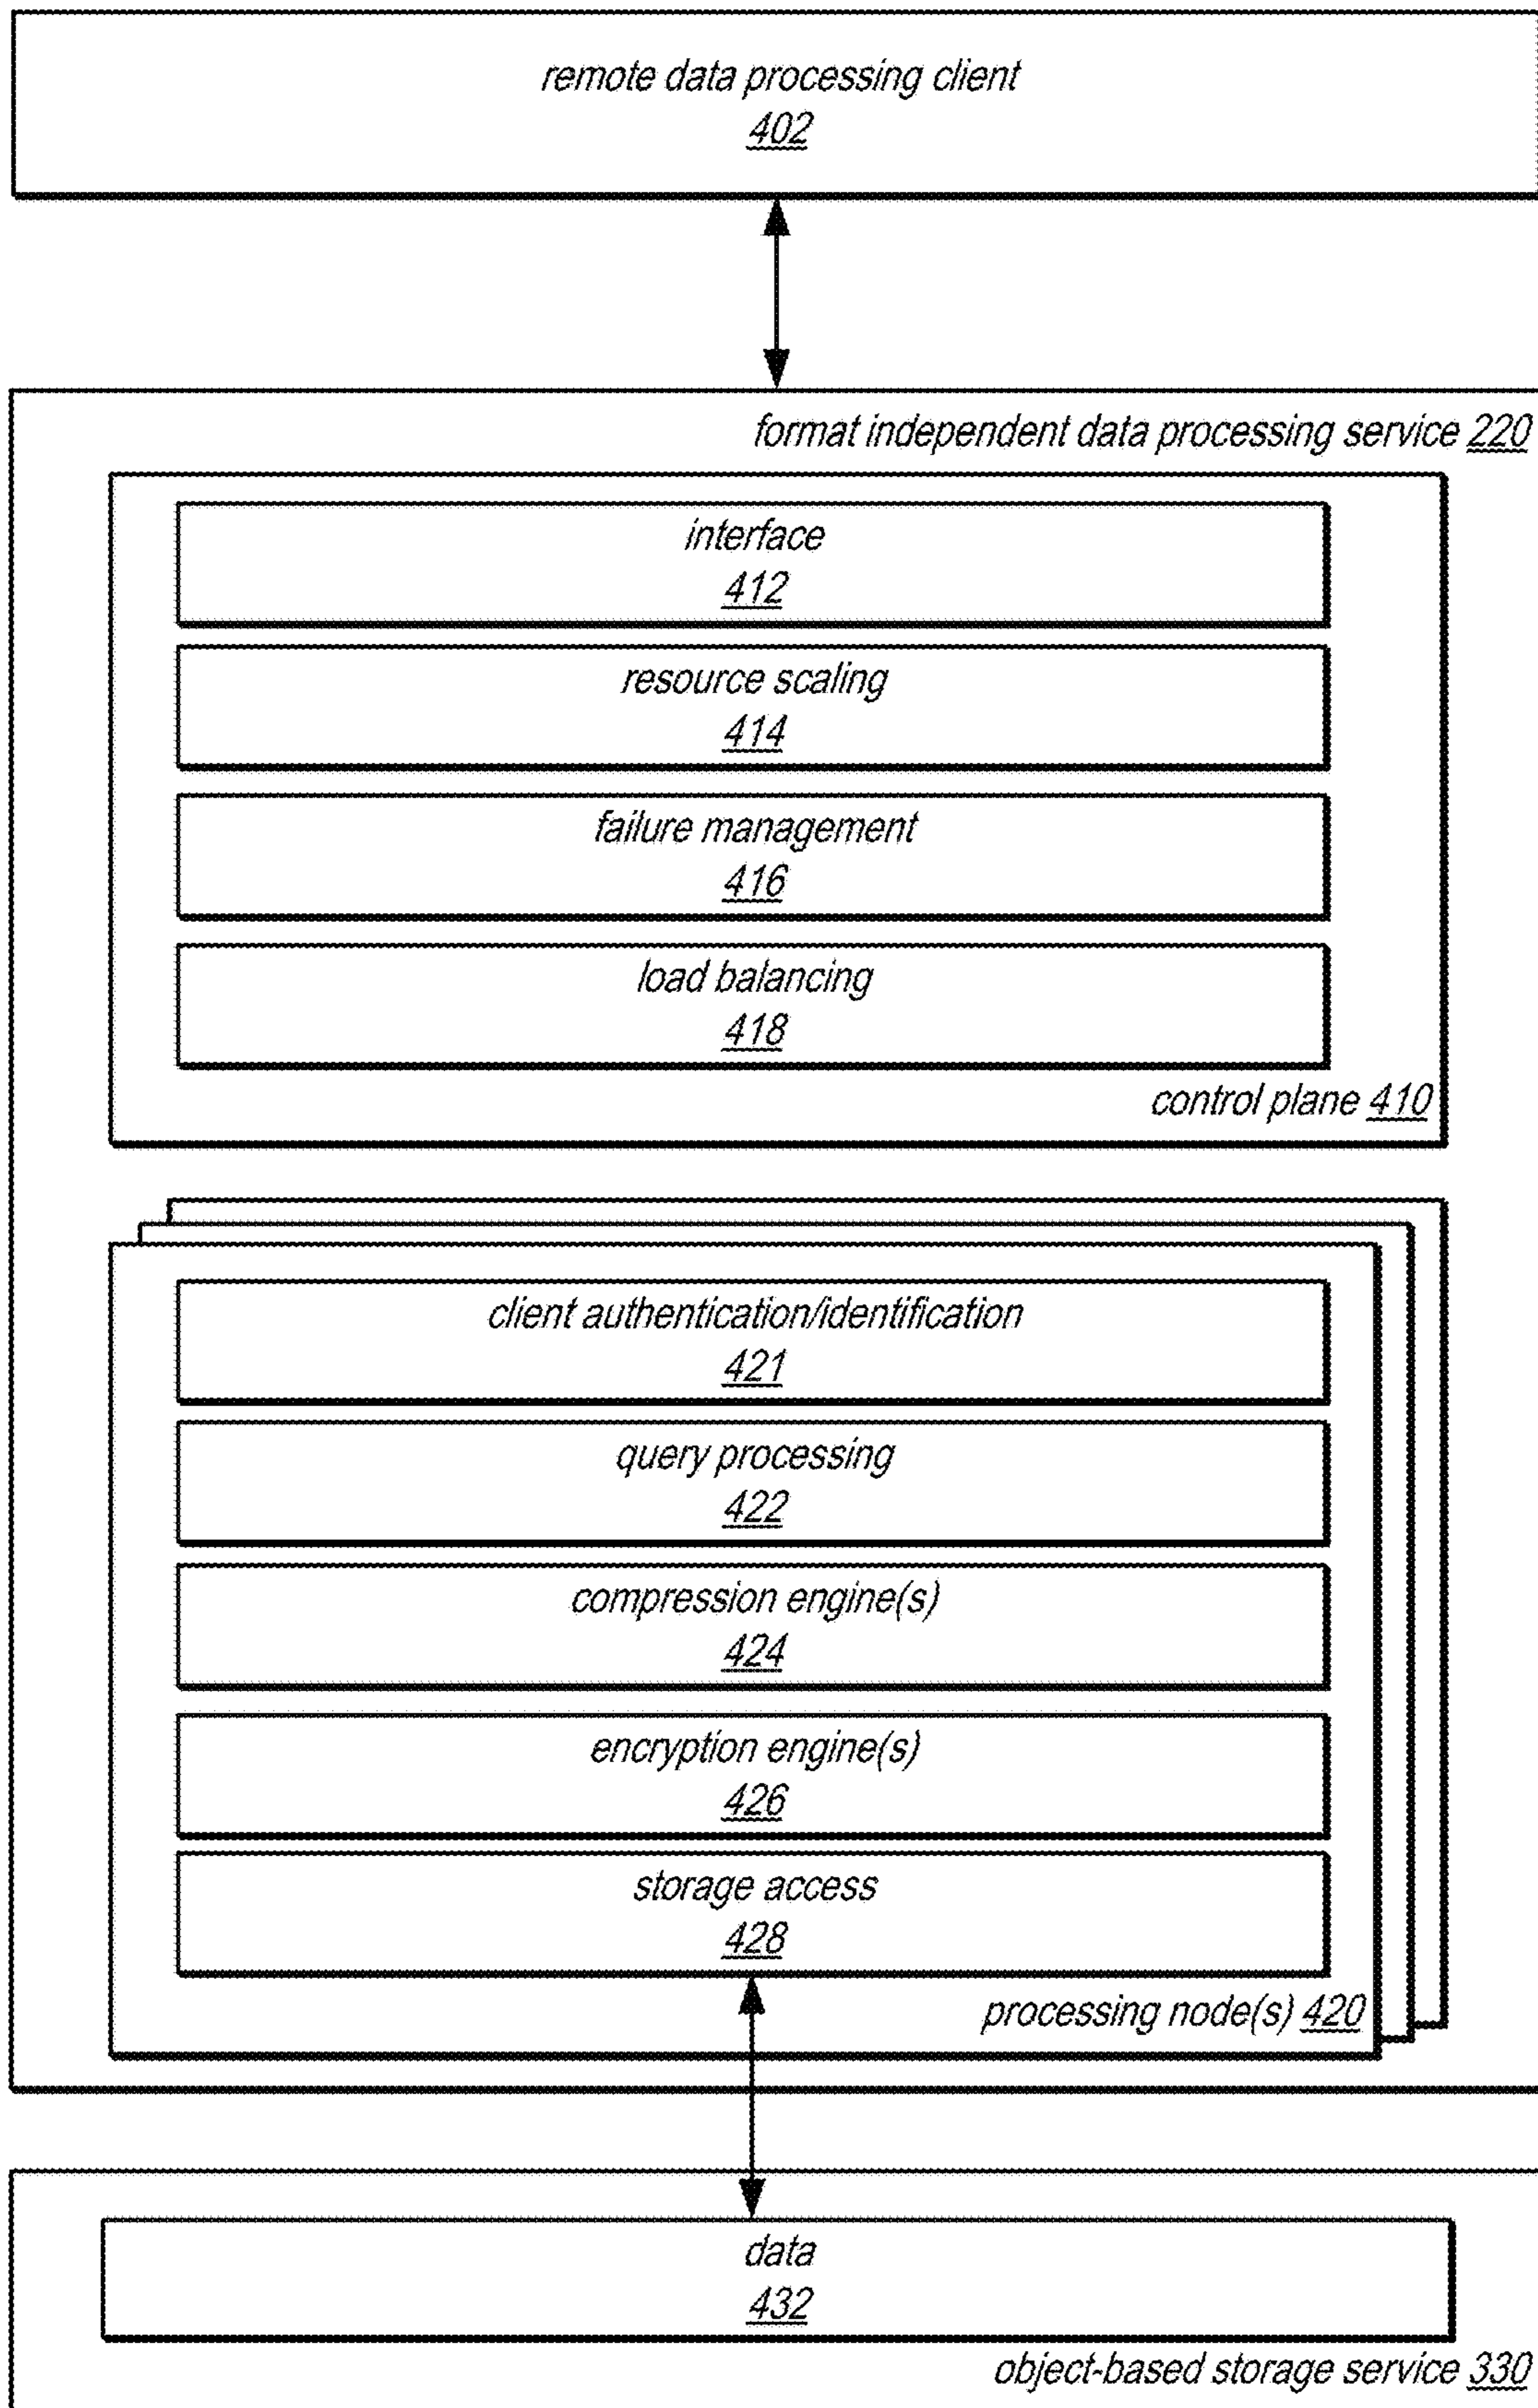 remote data processing client
402
format independent data processing service 220
interface
412
resource scaling
414
failure management
416
load balancing
418
control plane 410
client authentication/identification
421
query processing
422
compression engine(s)
424
encryption engine(s)
426
storage access
428
processing node(s) 420
data
432
object-based storage service 330